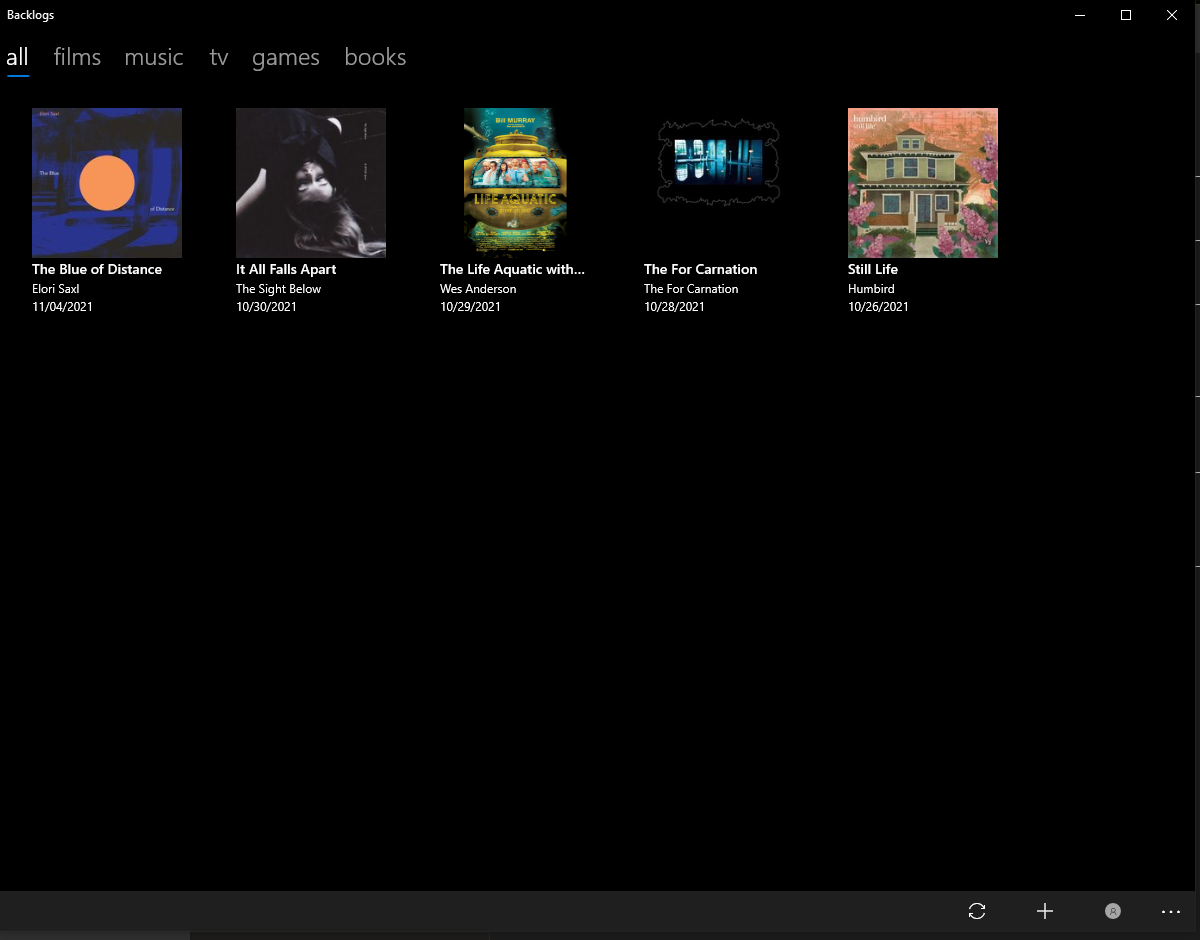 Backlogs
all films music tv games books
Elori Saxl
The Blue
of Distance
BILL MURRAY
LIFE AQUATIC
humbird
still life
The Blue of Distance
Elori Saxl
11/04/2021
It All Falls Apart
The Sight Below
10/30/2021
The Life Aquatic with...
Wes Anderson
10/29/2021
The For Carnation
The For Carnation
10/28/2021
Still Life
Humbird
10/26/2021